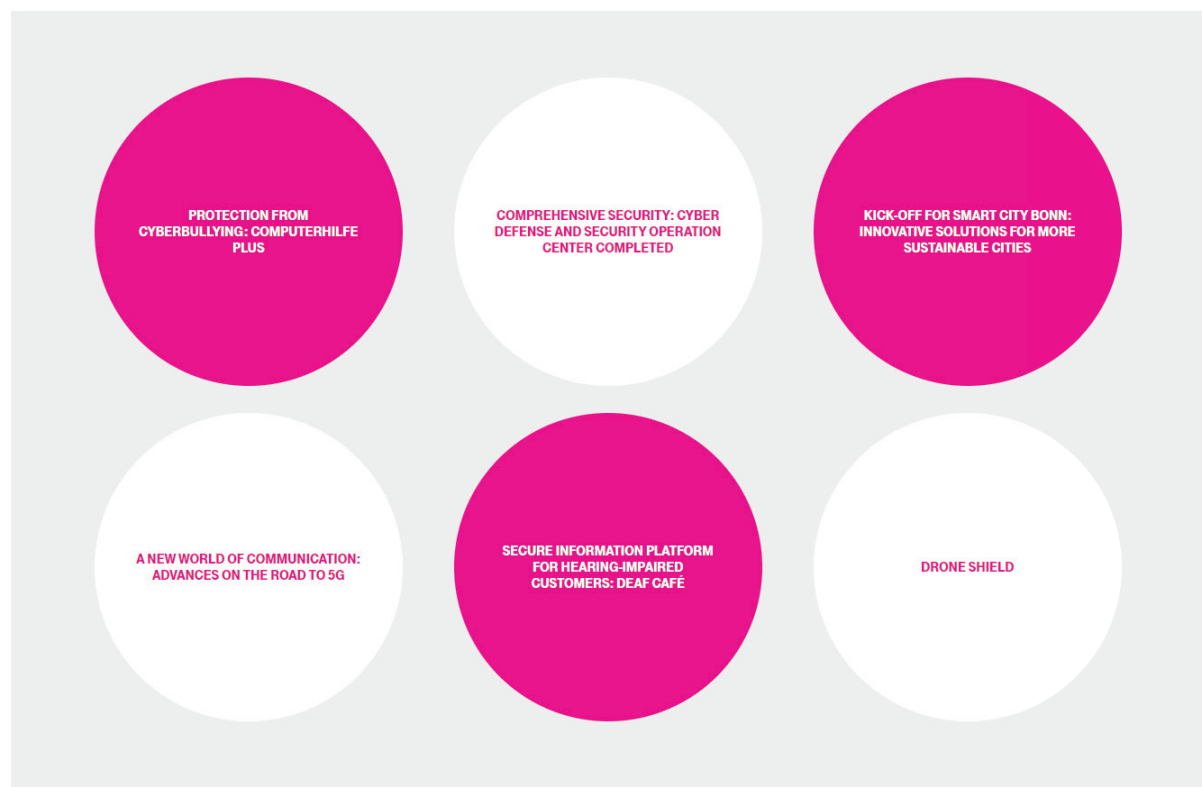 PROTECTION FROM
CYBERBULLYING: COMPUTERHILFE
PLUS
COMPREHENSIVE SECURITY: CYBER
DEFENSE AND SECURITY OPERATION
CENTER COMPLETED
KICK-OFF FOR SMART CITY BONN:
INNOVATIVE SOLUTIONS FOR MORE
SUSTAINABLE CITIES
A NEW WORLD OF COMMUNICATION:
ADVANCES ON THE ROAD TO 5G
SECURE INFORMATION PLATFORM
FOR HEARING-IMPAIRED
CUSTOMERS: DEAF CAFÉ
DRONE SHIELD